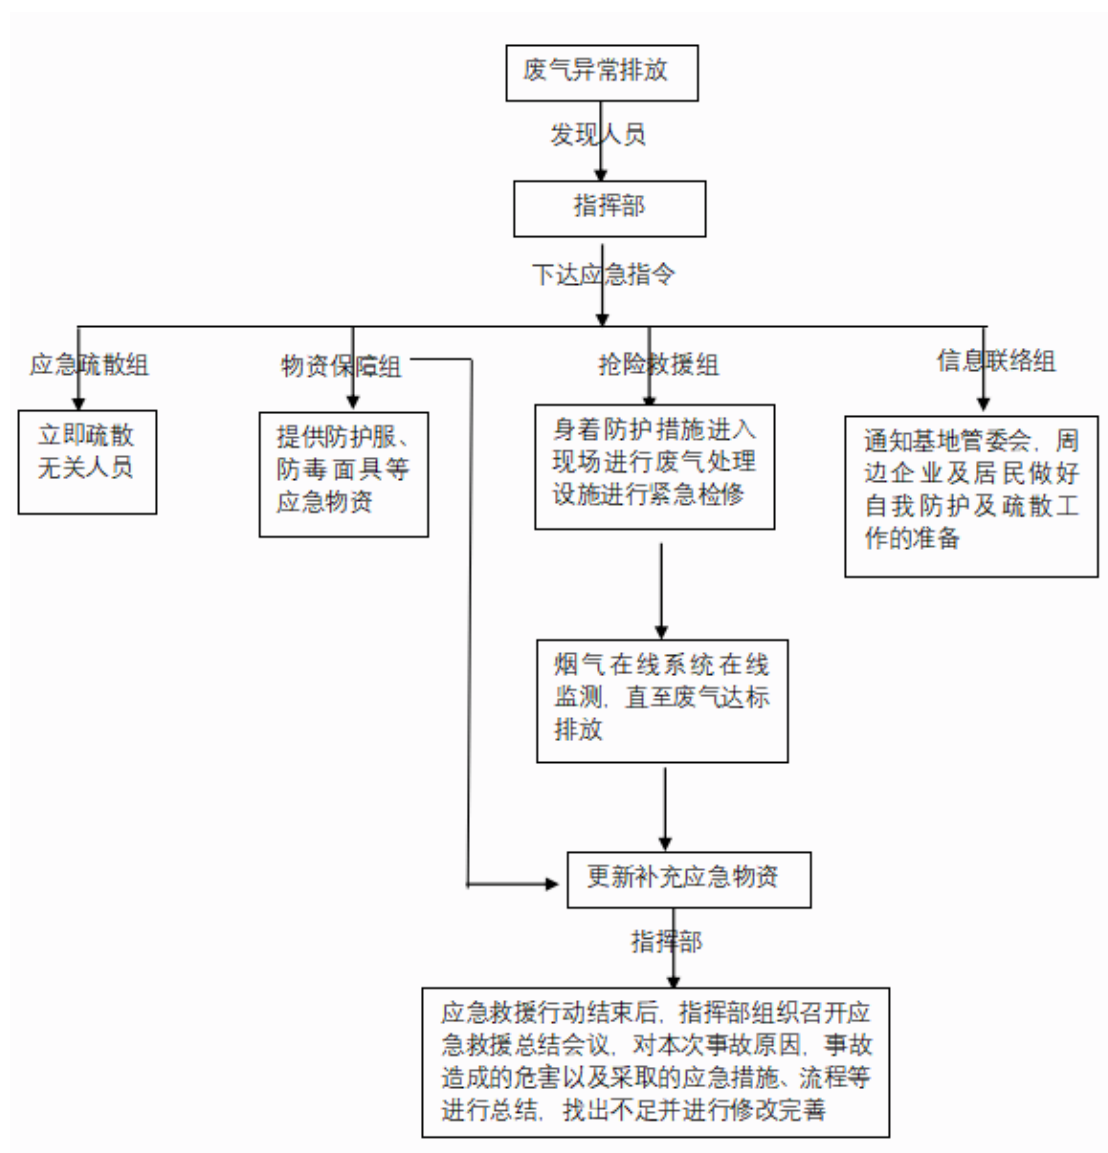 废气异常排放
发现人员
指挥部
下达应急指令
应急疏散组
物资保障组
抢险救援组
信息联络组
立即疏散
无关人员
提供防护服、
防毒面具等
应急物资
身着防护措施进入
现场进行废气处理
设施进行紧急检修
通知基地管委会，周
边企业及居民做好
自我防护及疏散工
作的准备
烟气在线系统在线
监测，直至废气达标
排放
更新补充应急物资
指挥部
应急救援行动结束后，指挥部组织召开应
急救援总结会议，对本次事故原因，事故
造成的危害以及采取的应急措施、流程等
进行总结，找出不足并进行修改完善